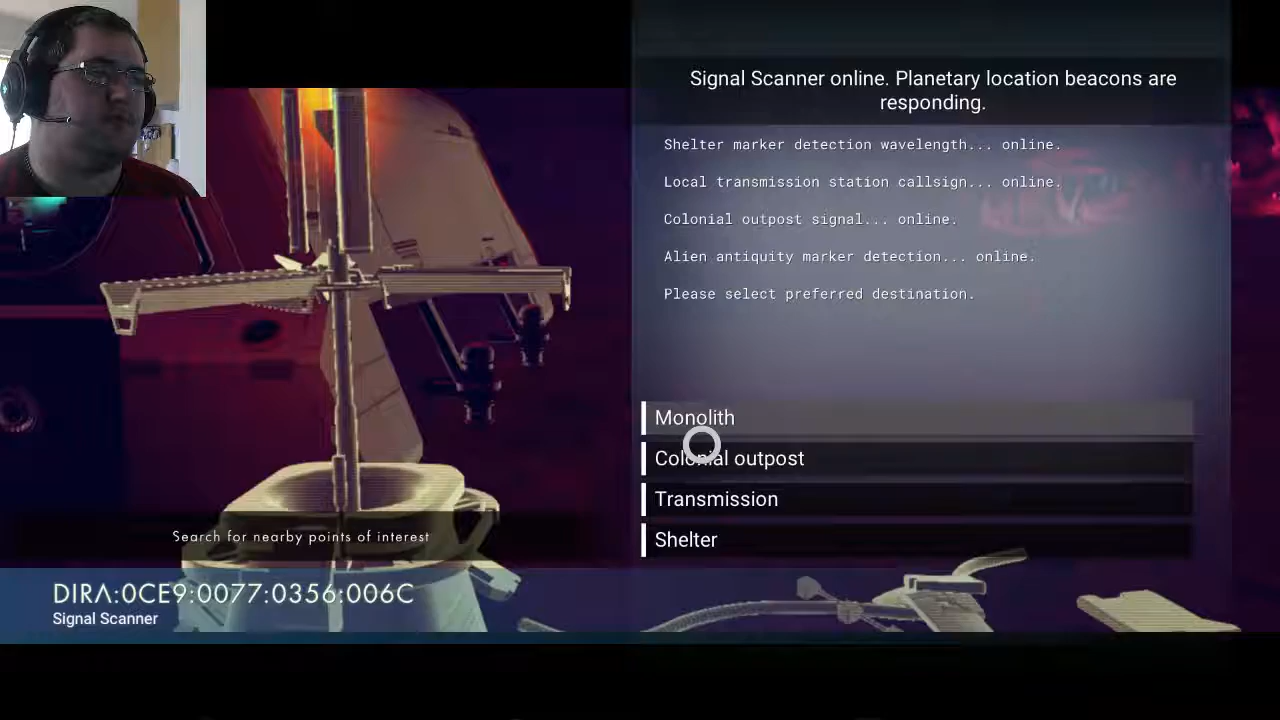 Signal Scanner online. Planetary location beacons are
responding.
Shelter marker detection wavelength... online.
Local transmission station callsign... online.
Colonial outpost signal... online.
Alien antiquity marker detection... online.
Please select preferred destination.
Monolith
Colonial outpost
Transmission
Shelter
Search for nearby points of interest
DIRA:0CE9:0077:0356:006C
Signal Scanner